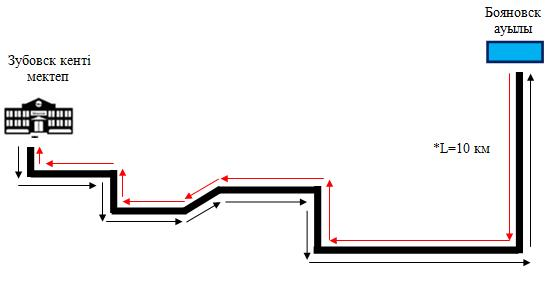 Бояновск
ауылы
Зубовск кенті
мектеп
*L=10 км